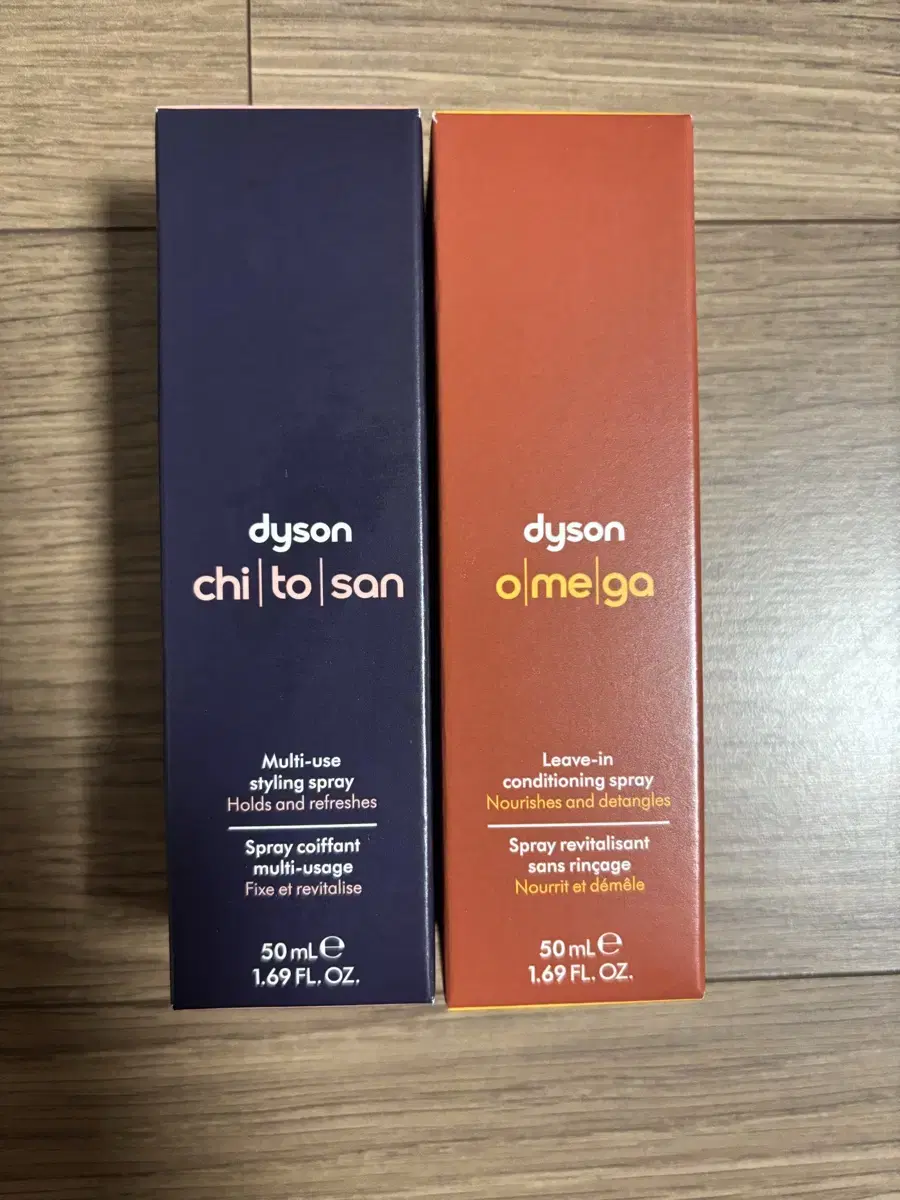 dyson
chi|to|san
Multi-use
styling spray
Holds and refreshes
Spray coiffant
multi-usage
Fixe et revitalise
50 mL℮
1.69 FL. OZ.
dyson
o|me|ga
Leave-in
conditioning spray
Nourishes and detangles
Spray revitalisant
sans rinçage
Nourrit et démêle
50 mL℮
1.69 FL. OZ.